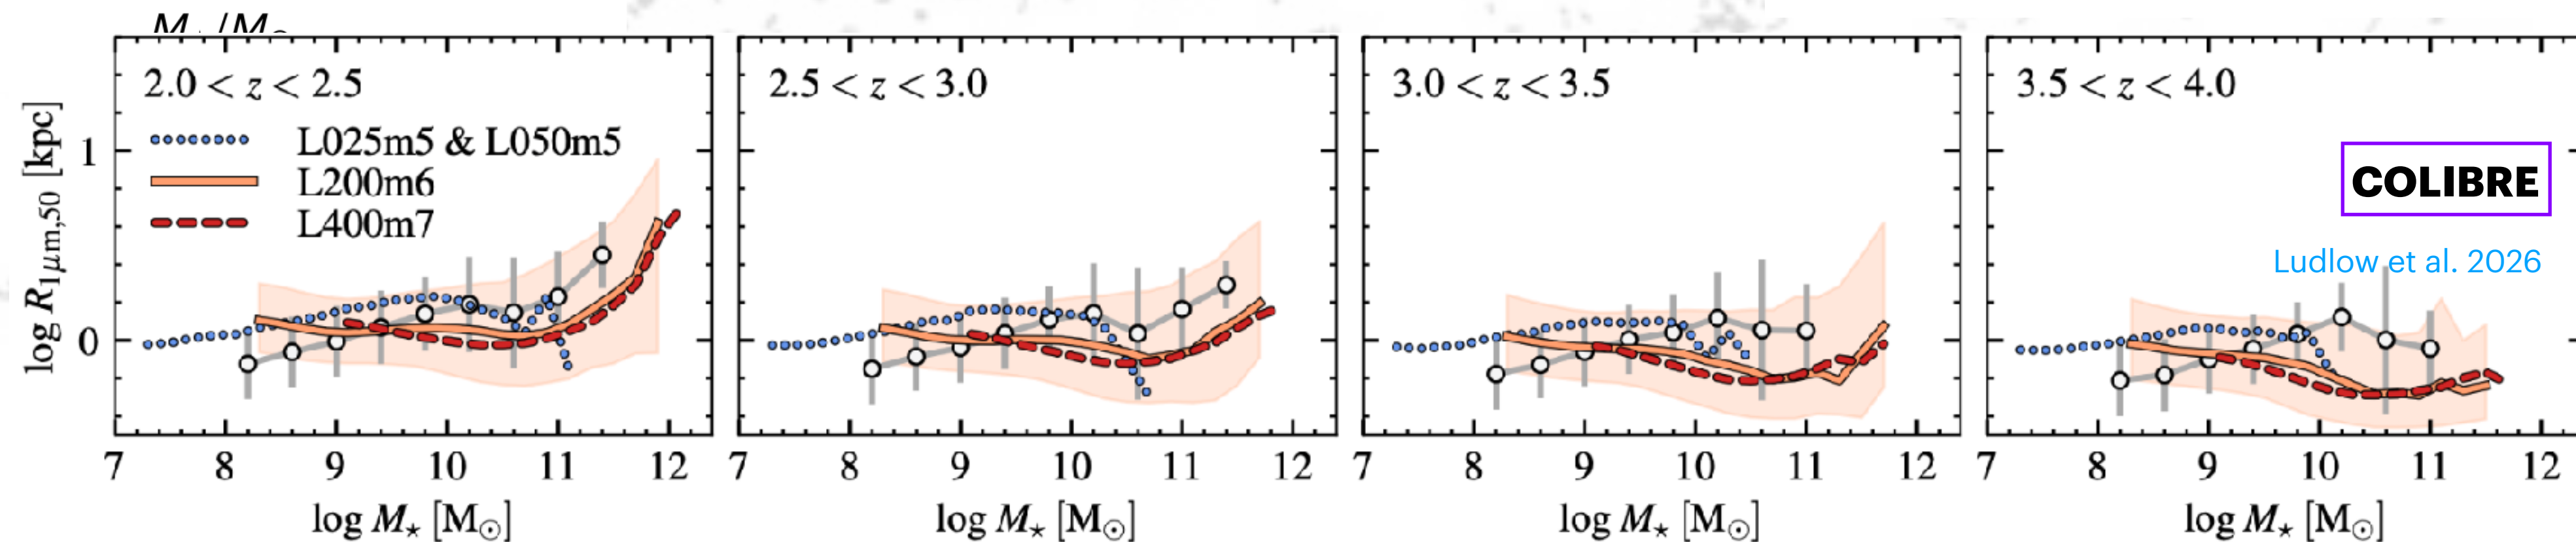 M⋆/M⊙
2.0 < z < 2.5
2.5 < z < 3.0
3.0 < z < 3.5
3.5 < z < 4.0
L025m5 & L050m5
L200m6
L400m7
COLIBRE
Ludlow et al. 2026
log R1μm,50 [kpc]
1
0
7 8 9 10 11 12
7 8 9 10 11 12
7 8 9 10 11 12
7 8 9 10 11 12
log M⋆ [M⊙]
log M⋆ [M⊙]
log M⋆ [M⊙]
log M⋆ [M⊙]